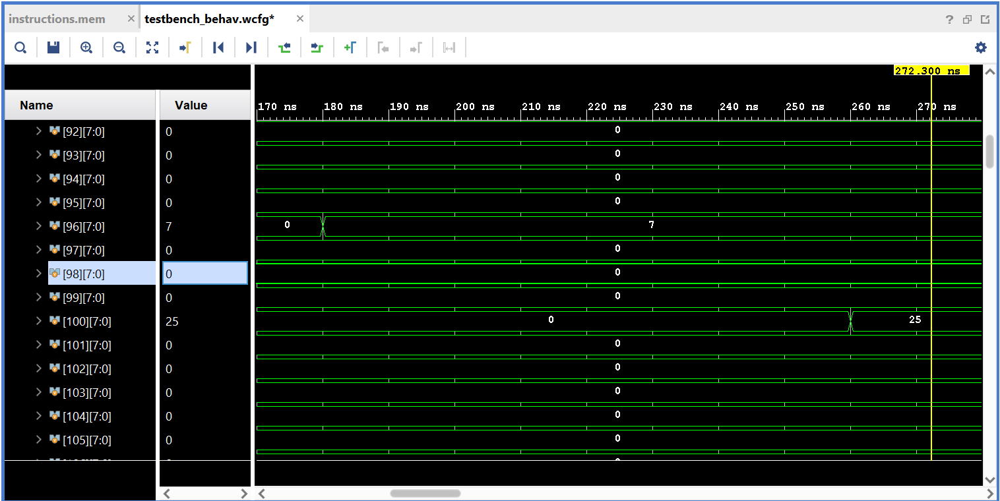 instructions.mem × testbench_behav.wcfg* ×
?
272.300 ns
Name Value
170 ns 180 ns 190 ns 200 ns 210 ns 220 ns 230 ns 240 ns 250 ns 260 ns 270 ns
[92][7:0] 0 0
[93][7:0] 0 0
[94][7:0] 0 0
[95][7:0] 0 0
[96][7:0] 7 0 7
[97][7:0] 0 0
[98][7:0] 0 0
[99][7:0] 0 0
[100][7:0] 25 0 25
[101][7:0] 0 0
[102][7:0] 0 0
[103][7:0] 0 0
[104][7:0] 0 0
[105][7:0] 0 0